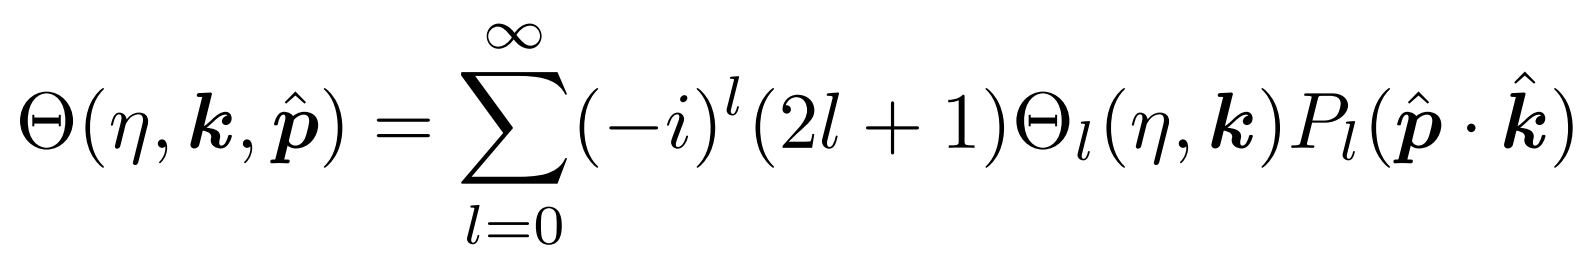 Θ(η, k, p̂) = ∑_{l=0}^{∞} (−i)^l (2l + 1)Θ_l(η, k)P_l(p̂ · k̂)